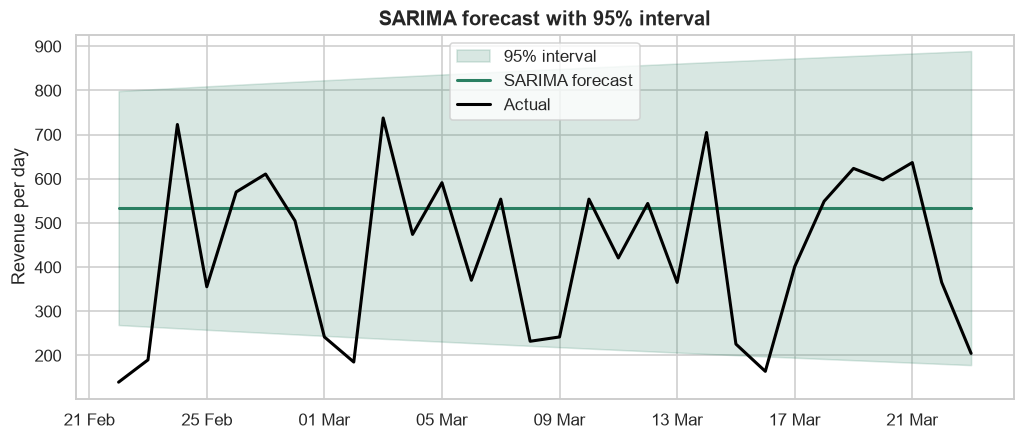 SARIMA forecast with 95% interval
95% interval
SARIMA forecast
Actual
Revenue per day
900
800
700
600
500
400
300
200
21 Feb
25 Feb
01 Mar
05 Mar
09 Mar
13 Mar
17 Mar
21 Mar